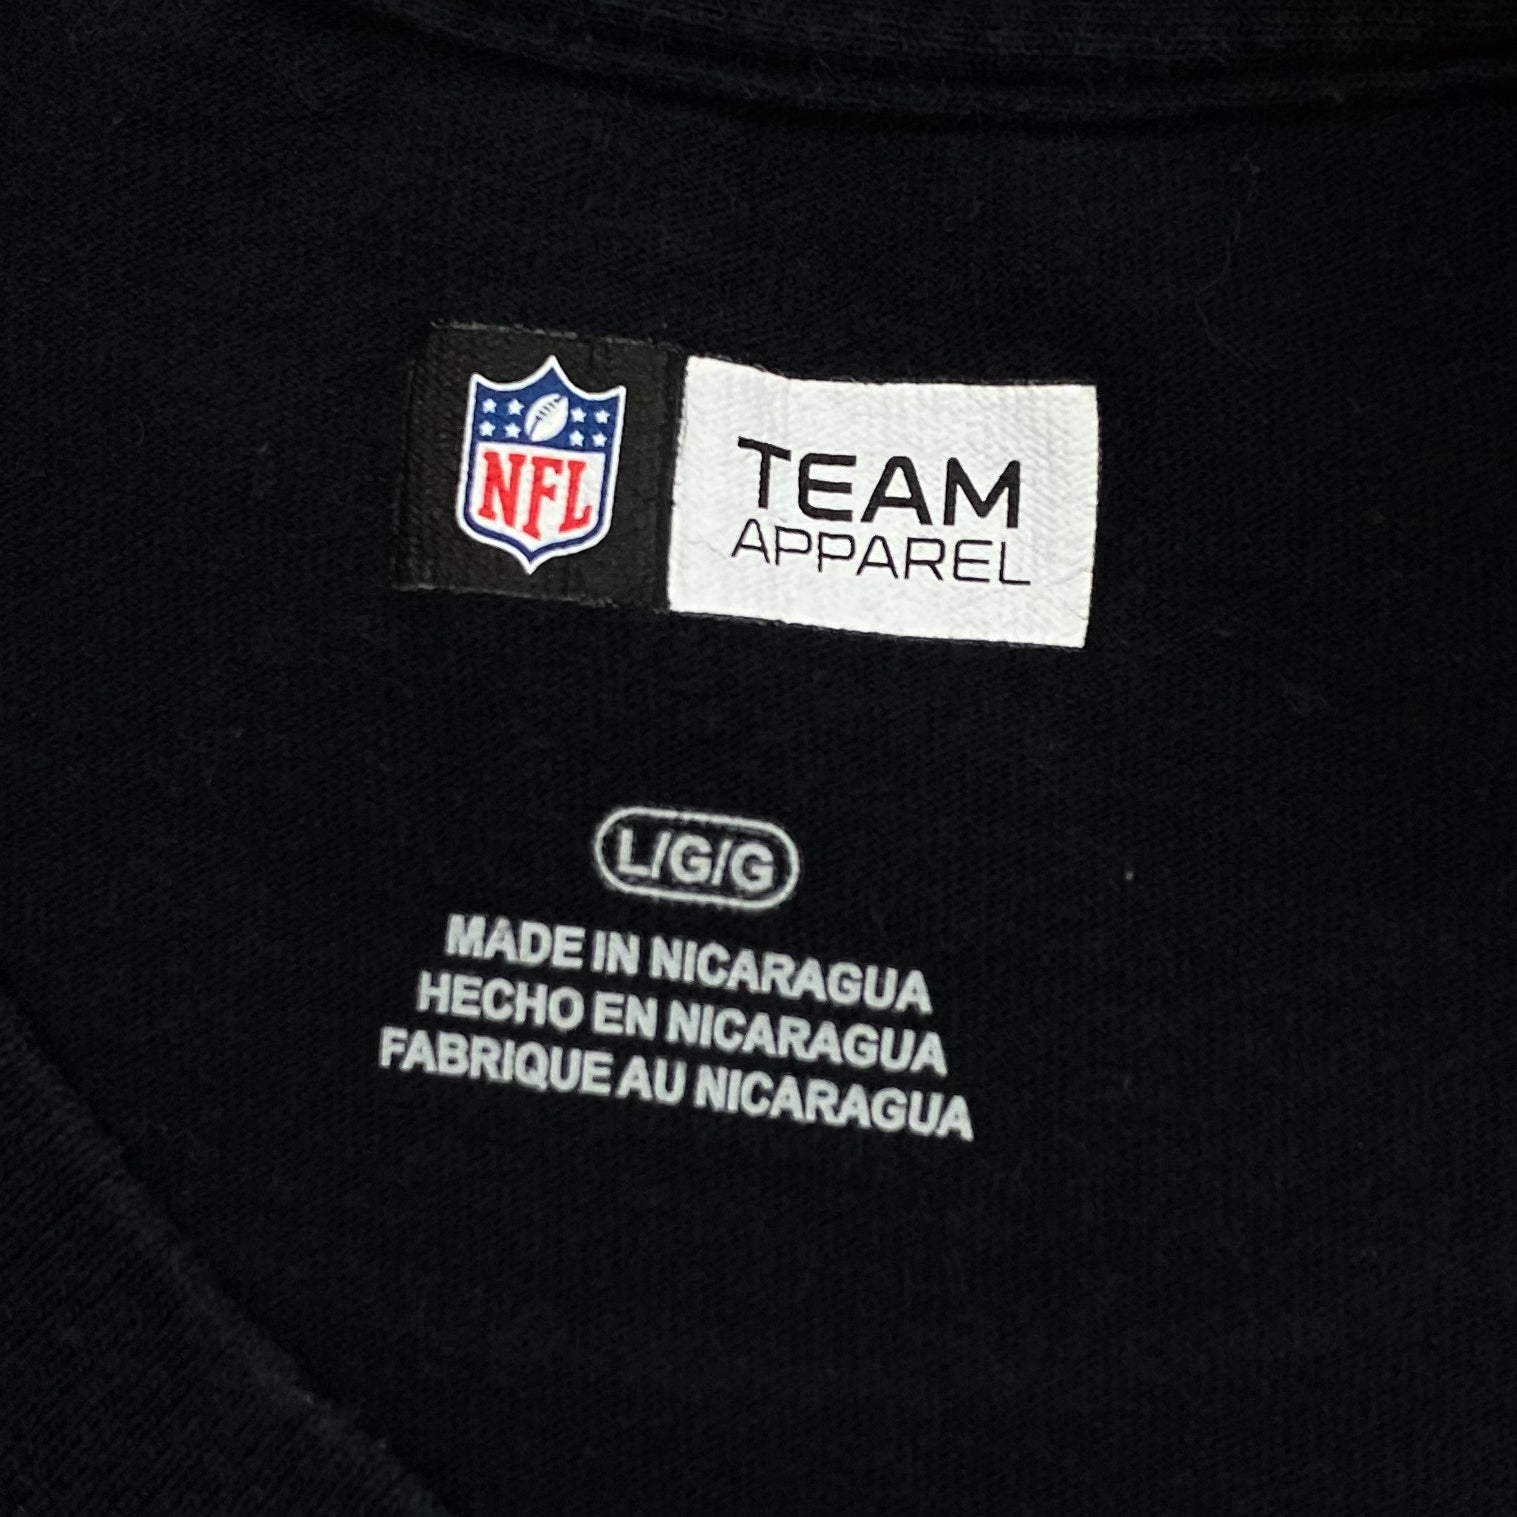 NFL
TEAM
APPAREL
L/G/G
MADE IN NICARAGUA
HECHO EN NICARAGUA
FABRIQUE AU NICARAGUA